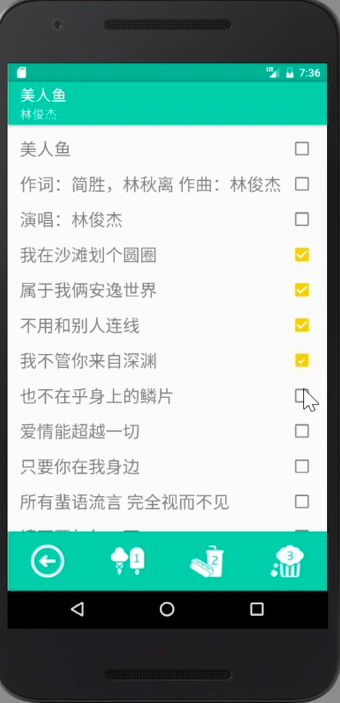 LTE 7:36
美人鱼
林俊杰
美人鱼
作词：简胜，林秋离 作曲：林俊杰
演唱：林俊杰
我在沙滩划个圆圈
属于我俩安逸世界
不用和别人连线
我不管你来自深渊
也不在乎身上的鳞片
爱情能超越一切
只要你在我身边
所有蜚语流言 完全视而不见
1 2 3